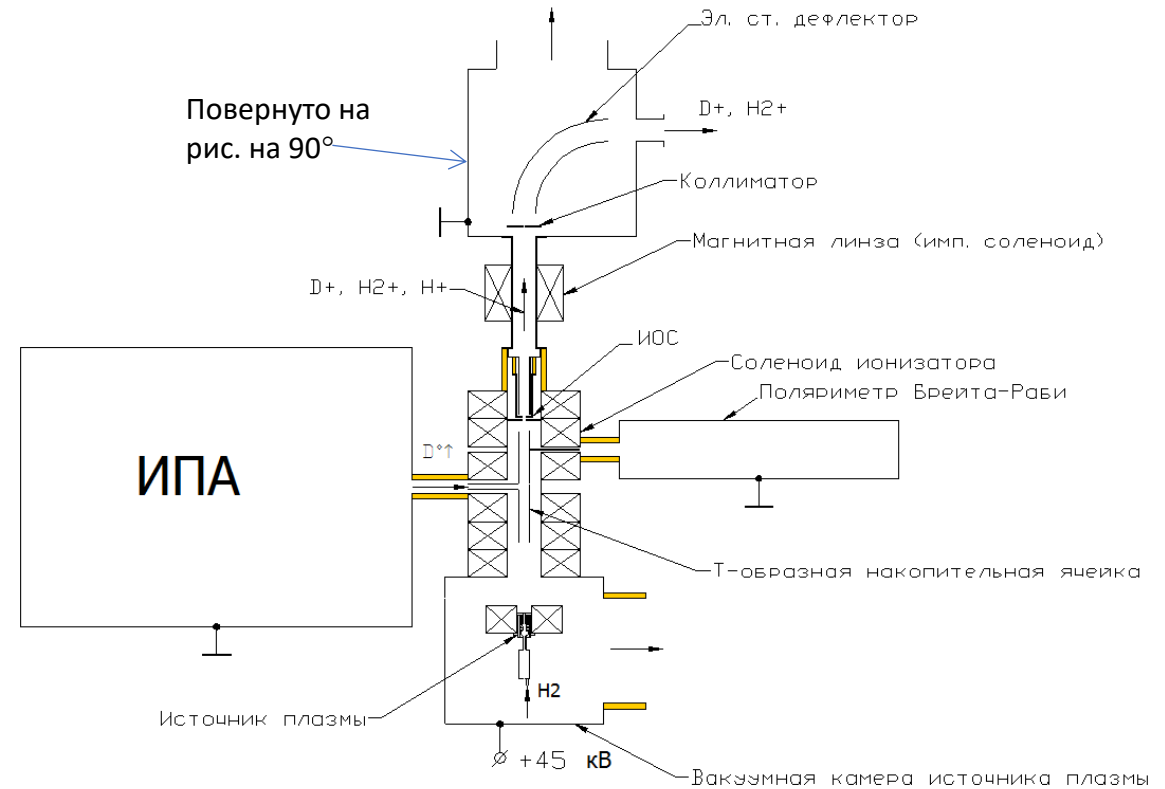 Эл. ст. дефлектор
Повернуто на
рис. на 90°
D+, H2+
Коллиматор
Магнитная линза (имп. соленоид)
D+, H2+, H+
ИОС
Соленоид ионизатора
Поляриметр Брейта-Раби
D°↑
ИПА
Т-образная накопительная ячейка
H2
Источник плазмы
+45 кВ
Вакуумная камера источника плазмы